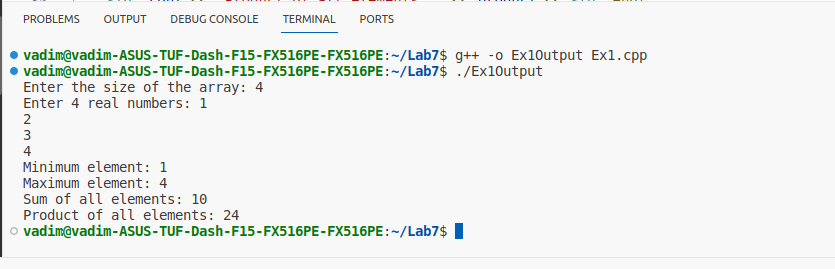 PROBLEMS OUTPUT DEBUG CONSOLE TERMINAL PORTS
vadim@vadim-ASUS-TUF-Dash-F15-FX516PE-FX516PE:~/Lab7$ g++ -o Ex1Output Ex1.cpp
vadim@vadim-ASUS-TUF-Dash-F15-FX516PE-FX516PE:~/Lab7$ ./Ex1Output
Enter the size of the array: 4
Enter 4 real numbers: 1
2
3
4
Minimum element: 1
Maximum element: 4
Sum of all elements: 10
Product of all elements: 24
vadim@vadim-ASUS-TUF-Dash-F15-FX516PE-FX516PE:~/Lab7$